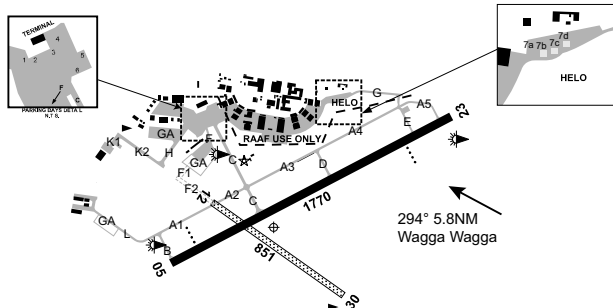 TERMINAL
4
3
1 2
5
6
F
C
PARKING BAYS DETAIL
N.T.S.
7d
7a 7b 7c
HELO
HELO
G
A5
23
E
RAAF USE ONLY
A4
GA
F
K1
K2
H
GA
C
A3
D
F1
F2
12
A2
C
1770
294° 5.8NM
Wagga Wagga
GA
L
A1
B
851
05
30